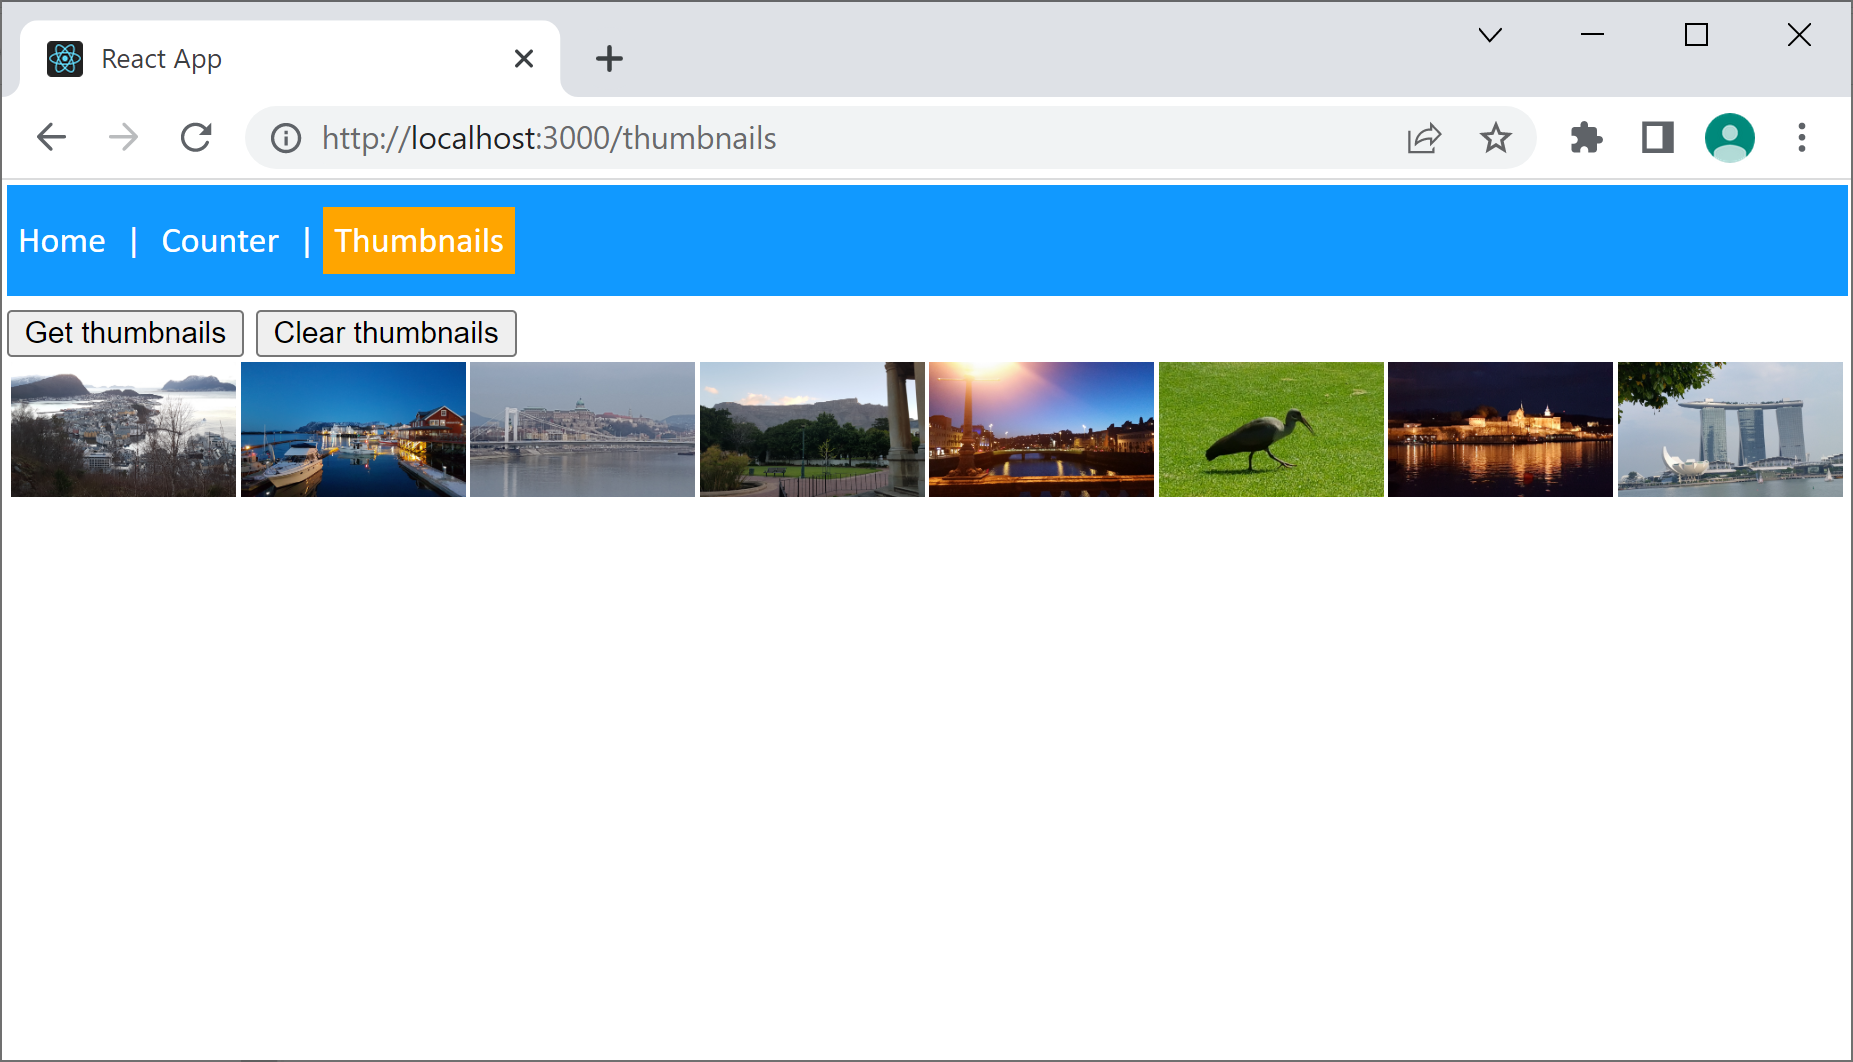 React App
http://localhost:3000/thumbnails
Home | Counter | Thumbnails
Get thumbnails Clear thumbnails